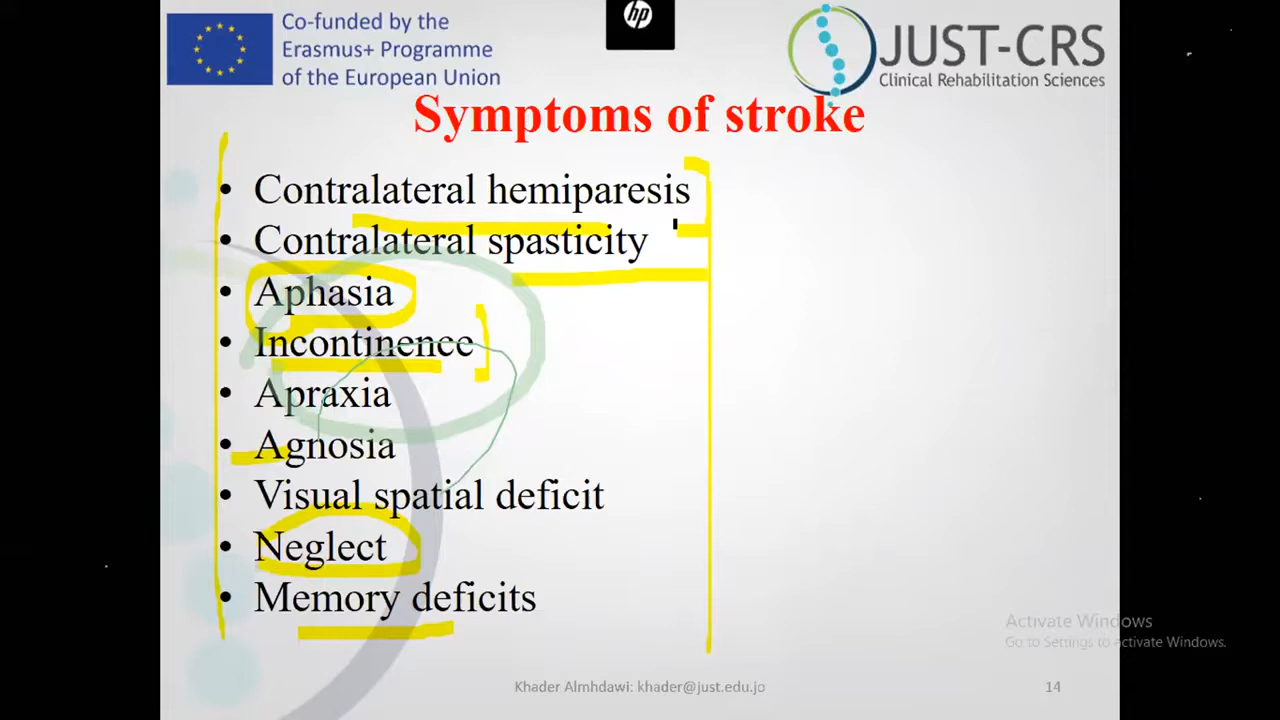 Co-funded by the
Erasmus+ Programme
of the European Union
hp
JUST-CRS
Clinical Rehabilitation Sciences
Symptoms of stroke
• Contralateral hemiparesis
• Contralateral spasticity
• Aphasia
• Incontinence
• Apraxia
• Agnosia
• Visual spatial deficit
• Neglect
• Memory deficits
Activate Windows
Go to Settings to Activate Windows.
Khader Almhdawi: khader@just.edu.jo
14